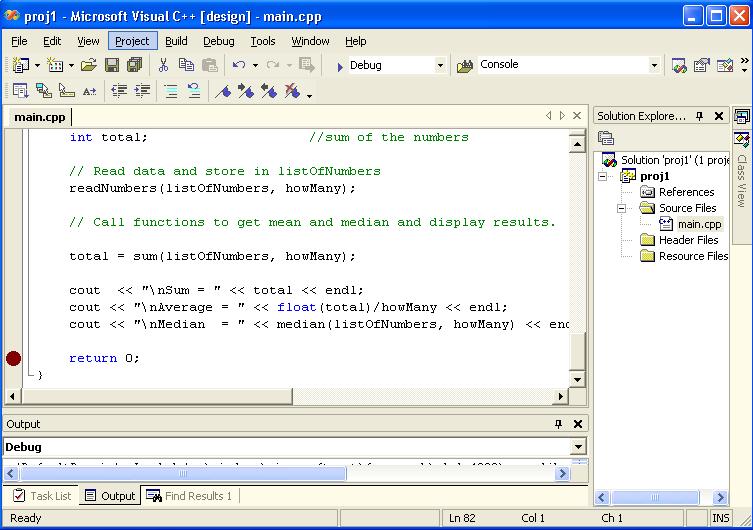 proj1 - Microsoft Visual C++ [design] - main.cpp
File Edit View Project Build Debug Tools Window Help
Debug Console
main.cpp
int total; //sum of the numbers
// Read data and store in listOfNumbers
readNumbers(listOfNumbers, howMany);
// Call functions to get mean and median and display results.
total = sum(listOfNumbers, howMany);
cout << "\nSum = " << total << endl;
cout << "\nAverage = " << float(total)/howMany << endl;
cout << "\nMedian = " << median(listOfNumbers, howMany) << end
return 0;
}
Solution Explore...
Solution 'proj1' (1 proje
proj1
References
Source Files
main.cpp
Header Files
Resource Files
Class View
Output
Debug
Task List Output Find Results 1
Ready Ln 82 Col 1 Ch 1 INS